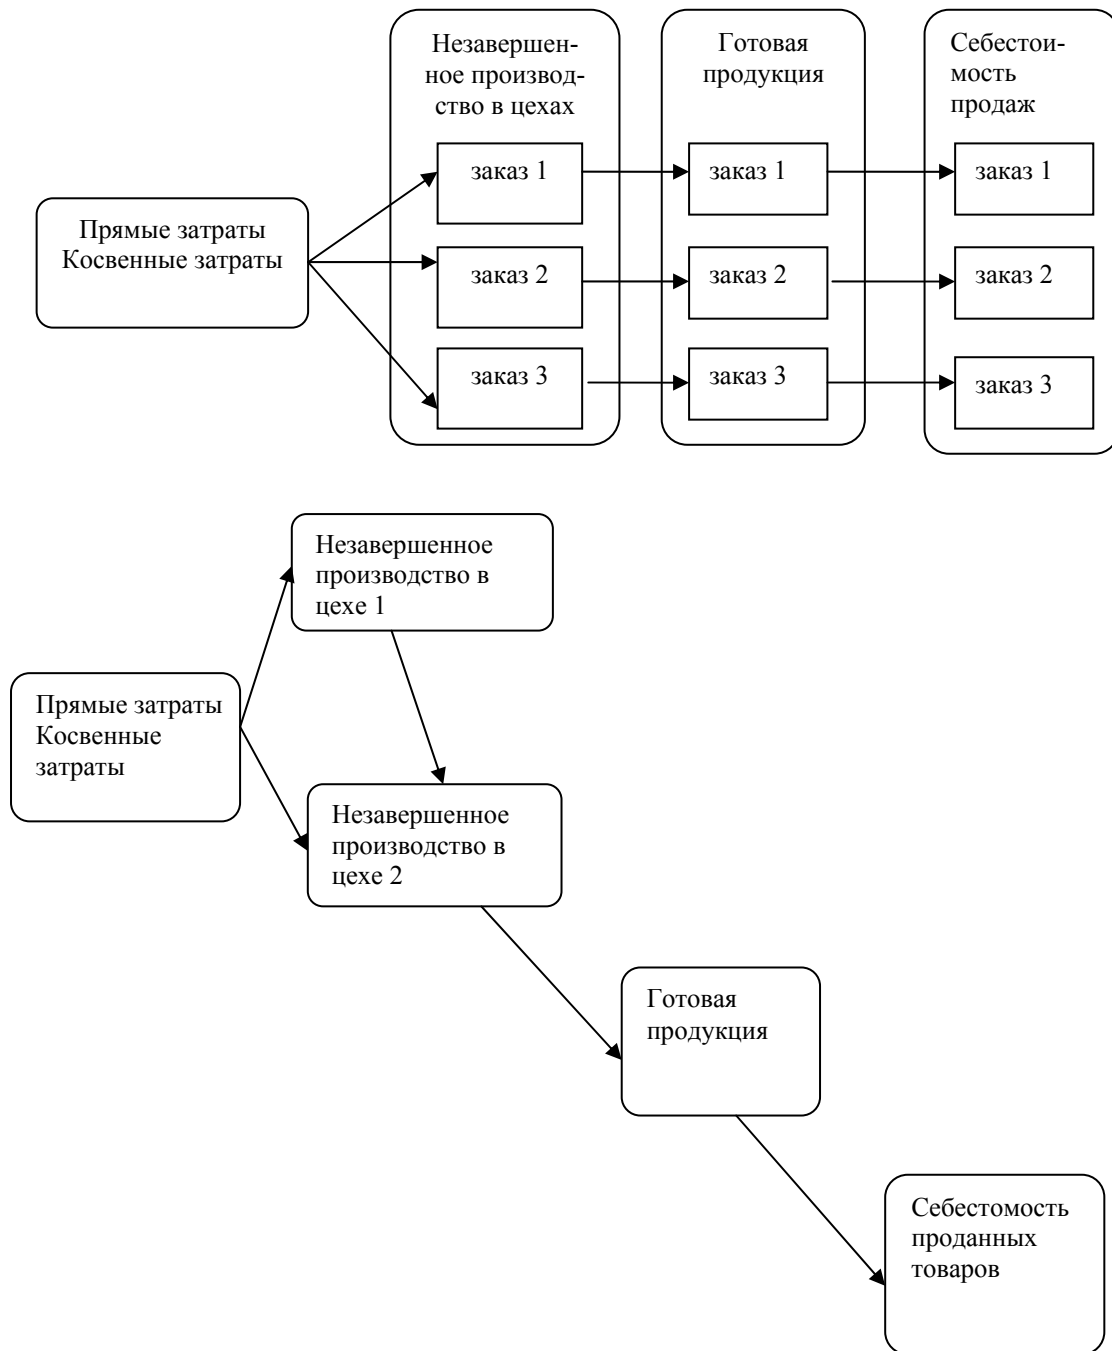 Незавершен-
ное производ-
ство в цехах
Готовая
продукция
Себестои-
мость
продаж
заказ 1
заказ 1
заказ 1
Прямые затраты
Косвенные затраты
заказ 2
заказ 2
заказ 2
заказ 3
заказ 3
заказ 3
Незавершенное
производство в
цехе 1
Прямые затраты
Косвенные
затраты
Незавершенное
производство в
цехе 2
Готовая
продукция
Себестомость
проданных
товаров